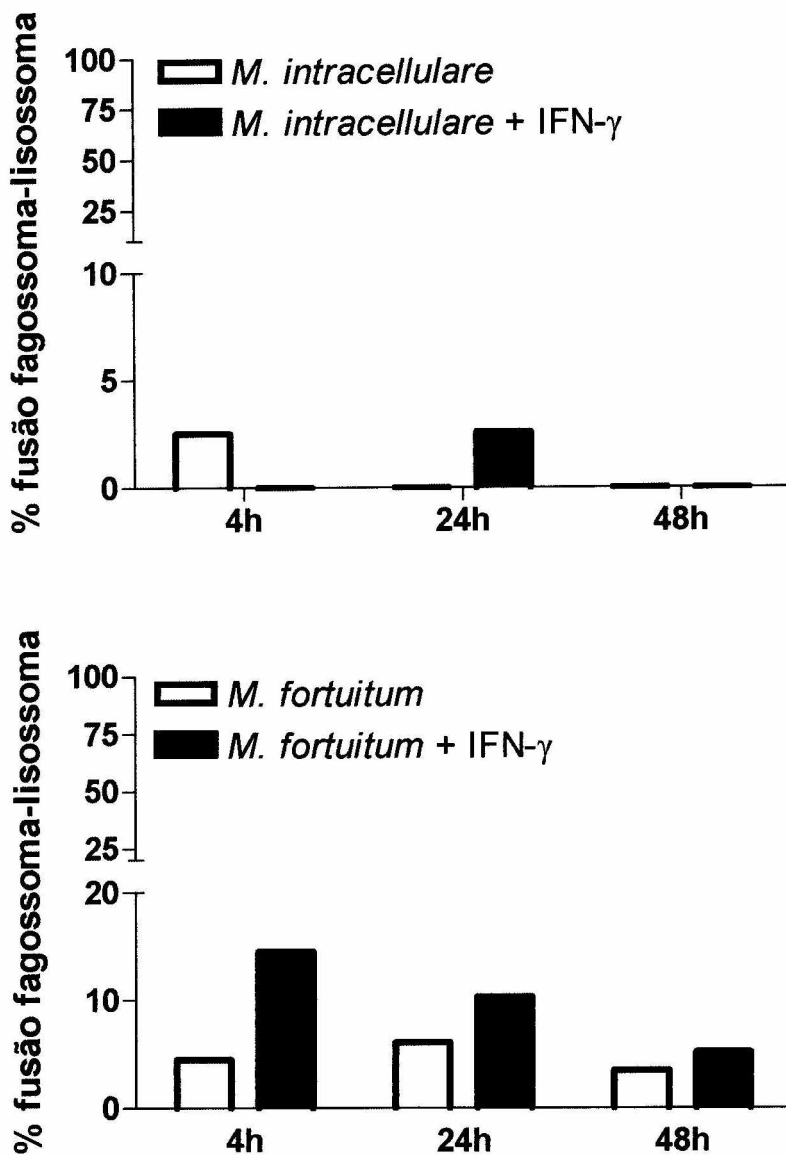 % fusão fagossoma-lisossoma
100
75
50
25
10
5
0
M. intracellulare
M. intracellulare + IFN-γ
4h 24h 48h
% fusão fagossoma-lisossoma
100
75
50
25
20
10
0
M. fortuitum
M. fortuitum + IFN-γ
4h 24h 48h